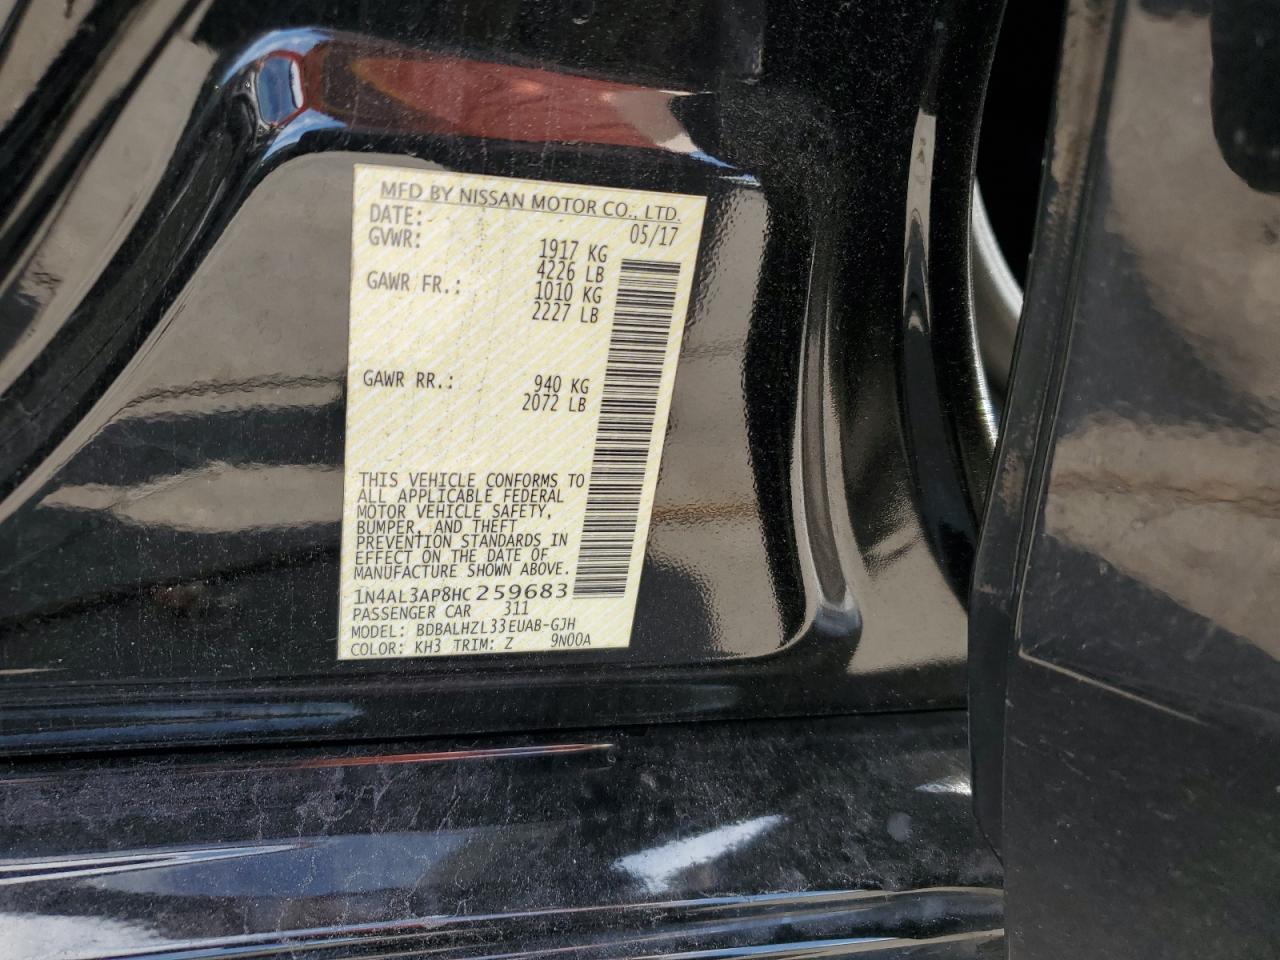 MFD BY NISSAN MOTOR CO., LTD.
DATE: 05/17
GVWR: 1917 KG
4226 LB
GAWR FR.: 1010 KG
2227 LB
GAWR RR.: 940 KG
2072 LB
THIS VEHICLE CONFORMS TO
ALL APPLICABLE FEDERAL
MOTOR VEHICLE SAFETY,
BUMPER, AND THEFT
PREVENTION STANDARDS IN
EFFECT ON THE DATE OF
MANUFACTURE SHOWN ABOVE.
1N4AL3AP8HC259683
PASSENGER CAR 311
MODEL: BDBALHZL33EUAB-GJH
COLOR: KH3 TRIM: Z 9N00A